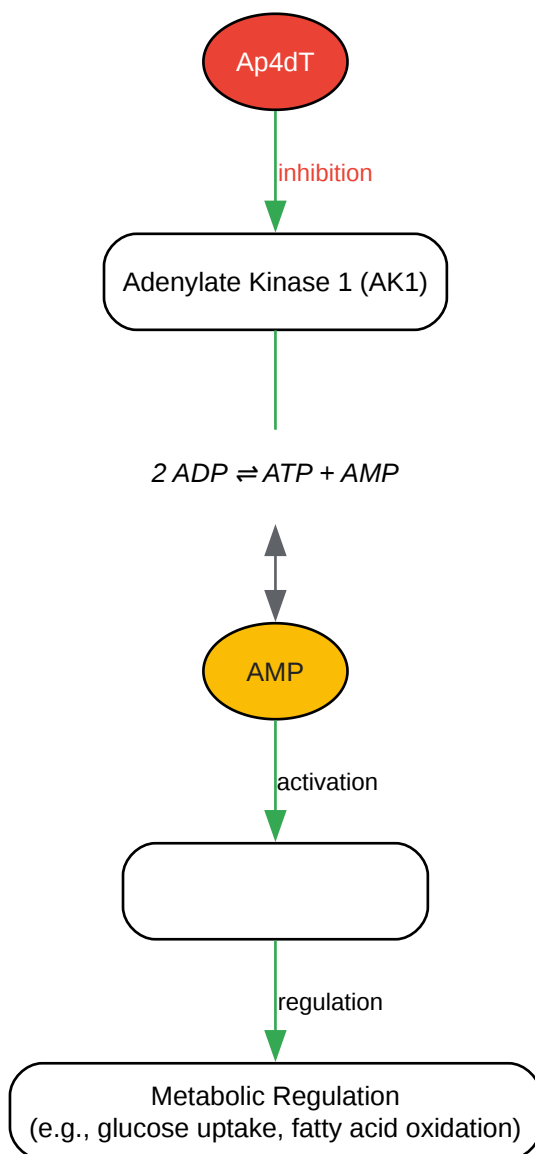 Ap4dT
inhibition
Adenylate Kinase 1 (AK1)
2 ADP ⇌ ATP + AMP
AMP
activation
regulation
Metabolic Regulation
(e.g., glucose uptake, fatty acid oxidation)